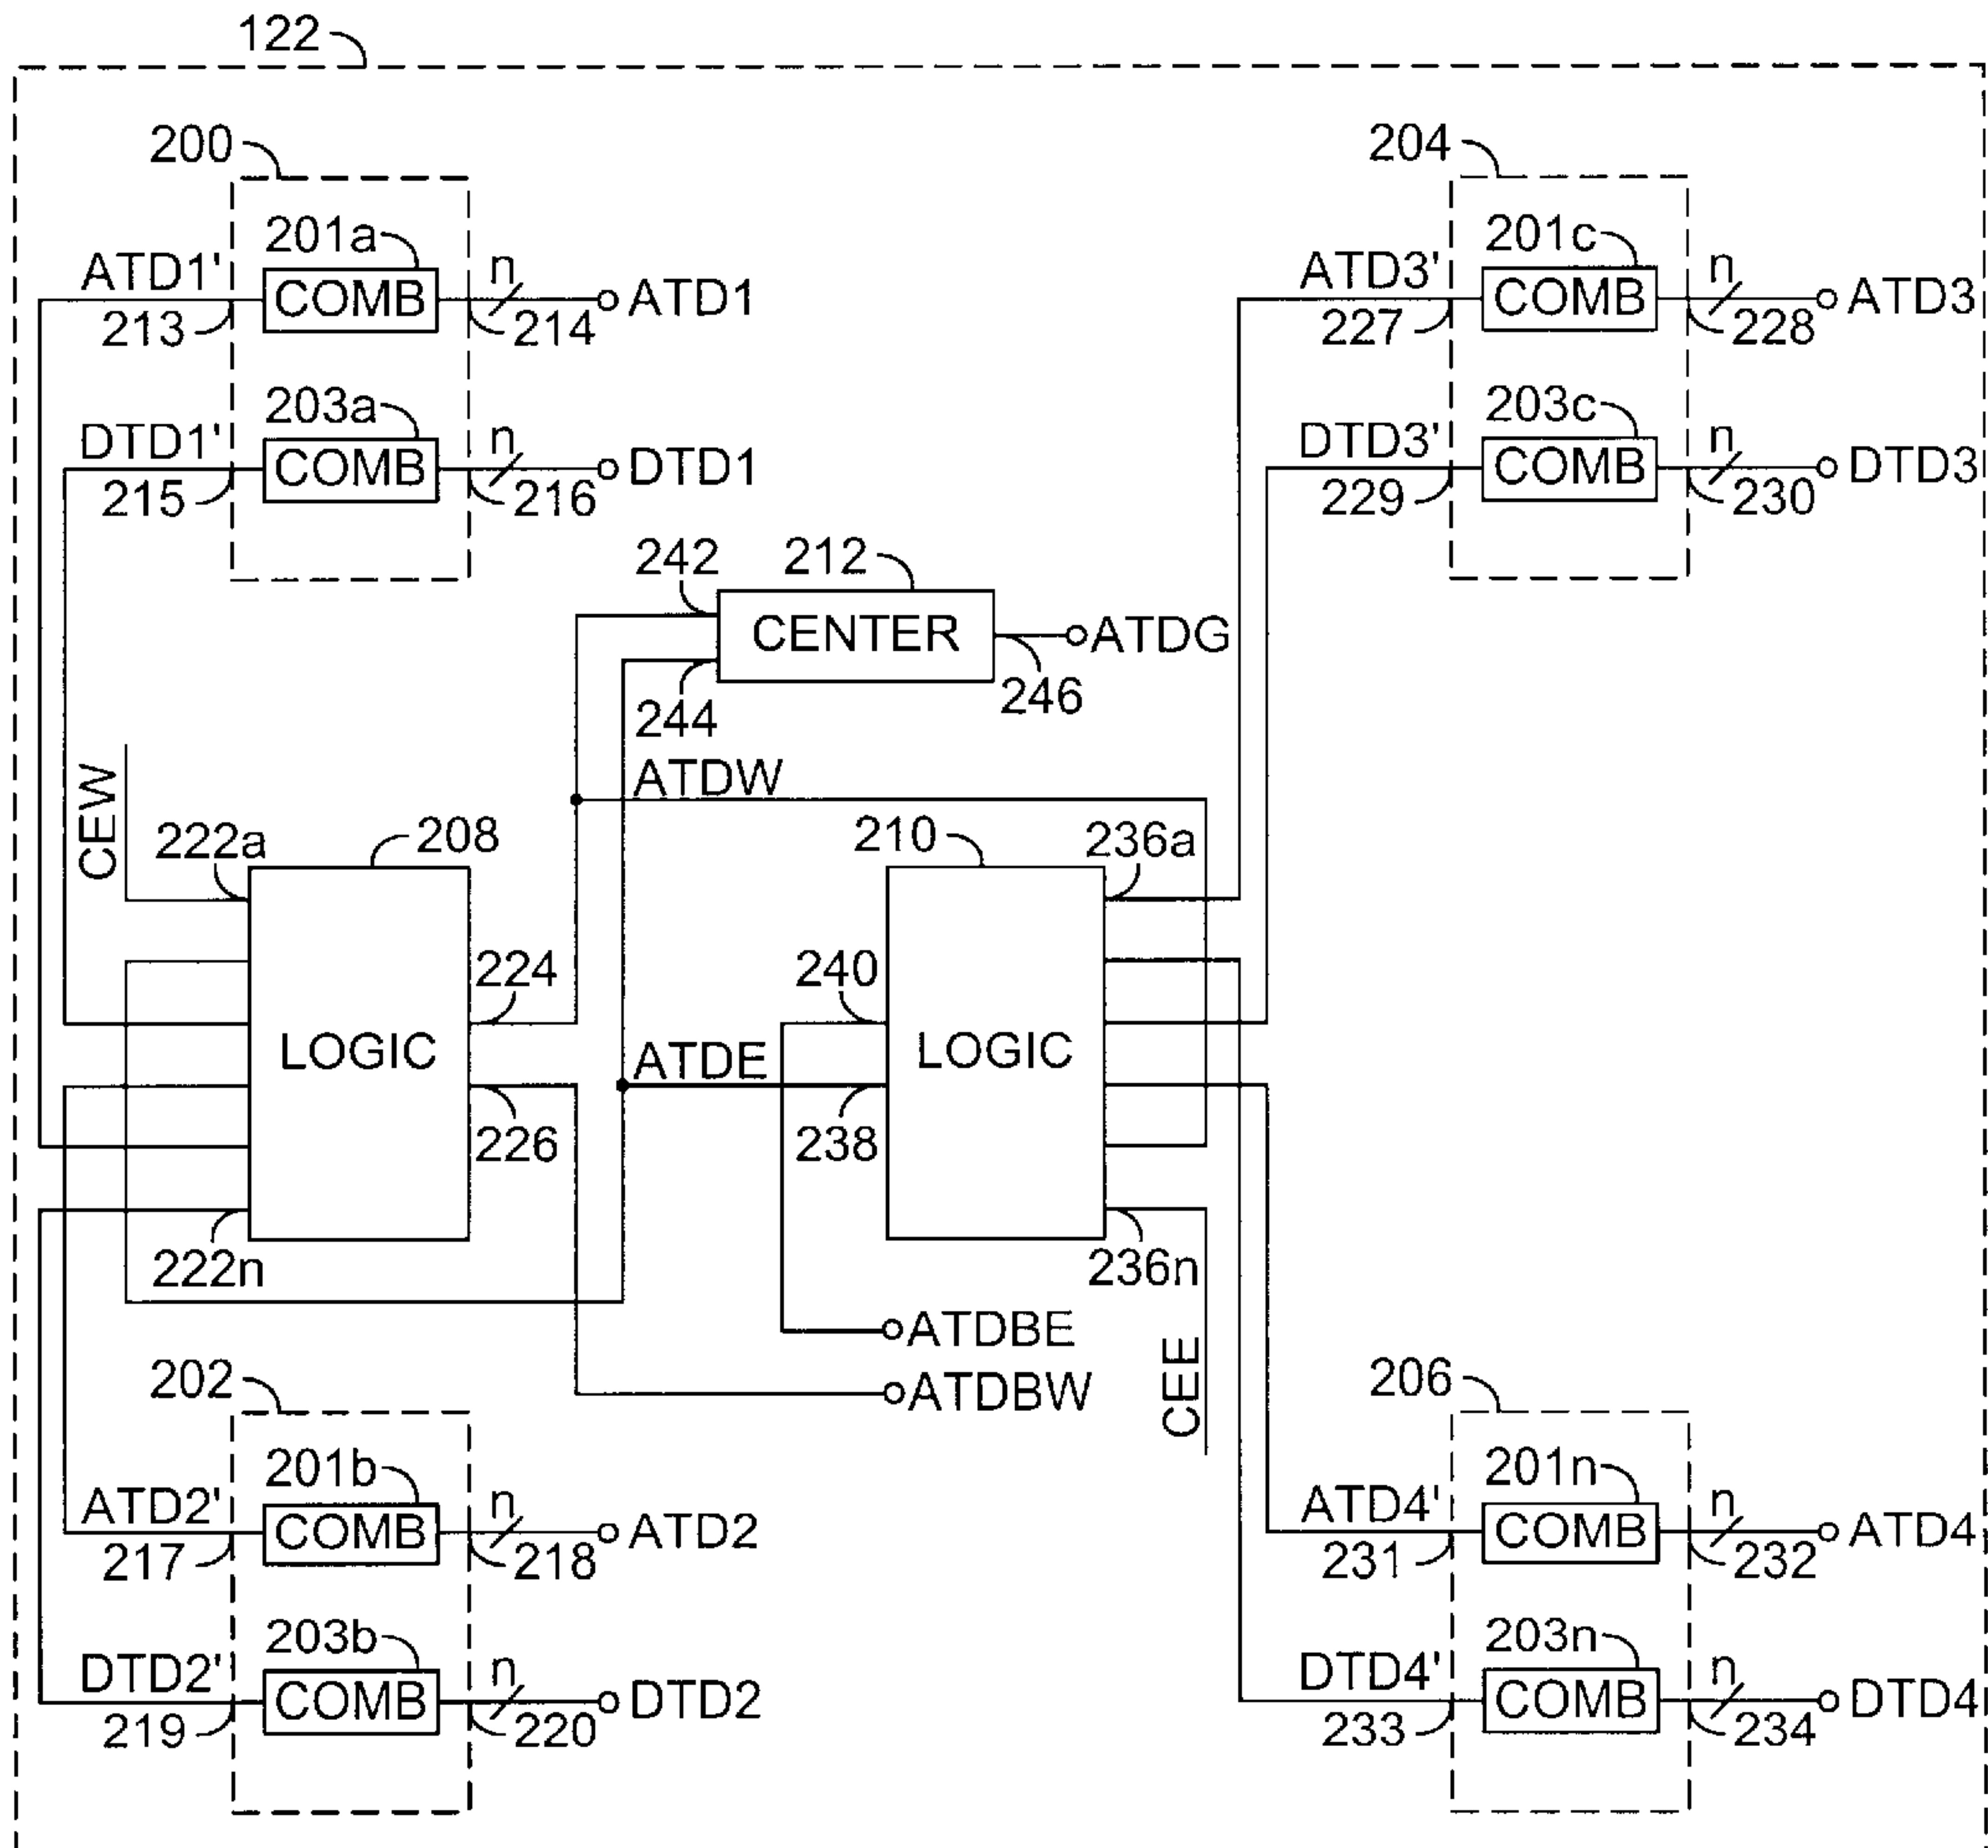 122
200
204
201a
201c
ATD1'
COMB
n
ATD1
ATD3'
COMB
n
ATD3
213
214
227
228
203a
203c
DTD1'
COMB
n
DTD1
DTD3'
COMB
n
DTD3
215
216
229
230
242
212
CENTER
ATDG
244
246
CEW
ATDW
222a
208
210
236a
224
240
LOGIC
ATDE
LOGIC
226
238
222n
236n
ATDBE
CEE
202
ATDBW
206
201b
201n
ATD2'
COMB
n
ATD2
ATD4'
COMB
n
ATD4
217
218
231
232
203b
203n
DTD2'
COMB
n
DTD2
DTD4'
COMB
n
DTD4
219
220
233
234